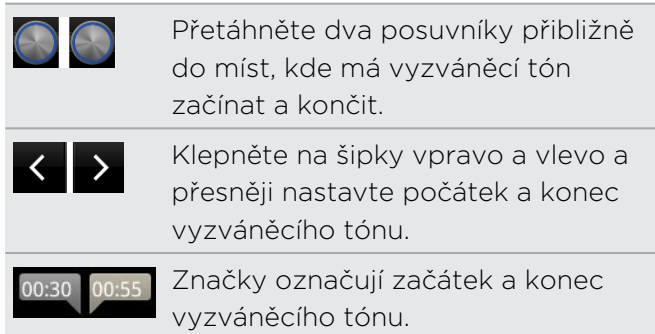 Přetáhněte dva posuvníky přibližně
do míst, kde má vyzváněcí tón
začínat a končit.
Klepněte na šipky vpravo a vlevo a
přesněji nastavte počátek a konec
vyzváněcího tónu.
00:30 00:55
Značky označují začátek a konec
vyzváněcího tónu.